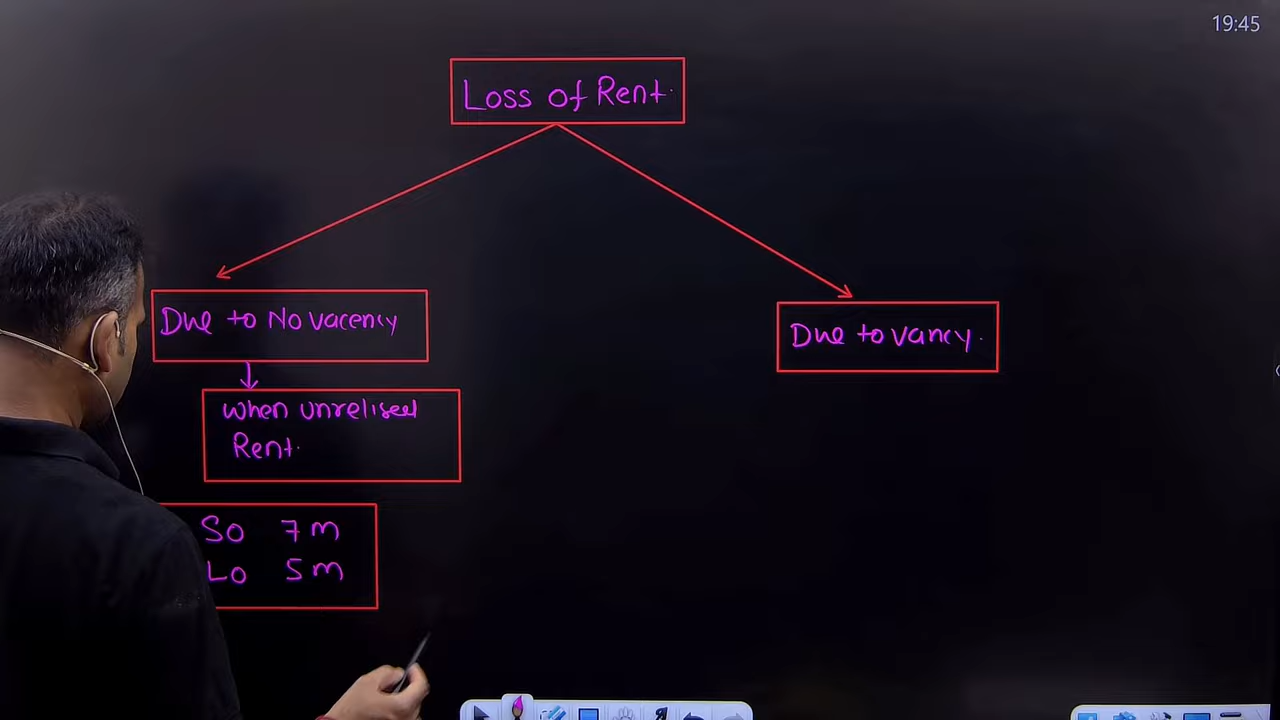 19:45
Loss of Rent.
Due to No vacency
Due to vancy.
when unrelised
Rent.
So 7m
Lo 5m